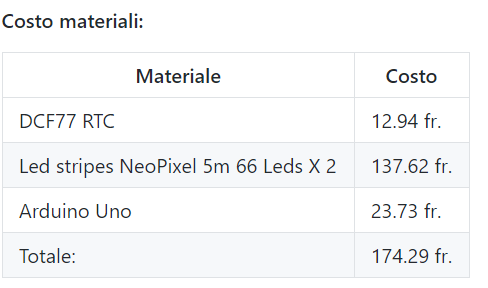 Costo materiali:
Materiale Costo
DCF77 RTC 12.94 fr.
Led stripes NeoPixel 5m 66 Leds X 2 137.62 fr.
Arduino Uno 23.73 fr.
Totale: 174.29 fr.